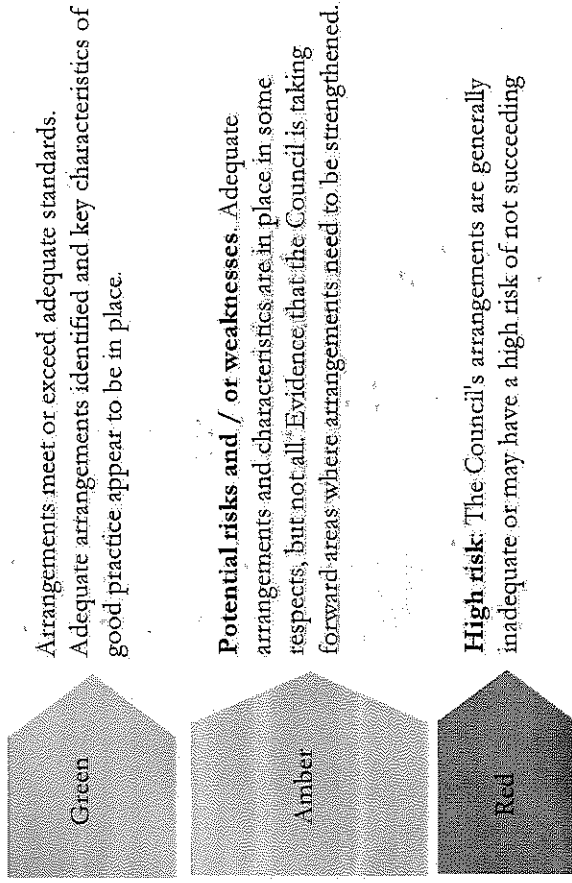 Green
Arrangements meet or exceed adequate standards.
Adequate arrangements identified and key characteristics of
good practice appear to be in place.
Amber
Potential risks and / or weaknesses. Adequate
arrangements and characteristics are in place in some
respects, but not all. Evidence that the Council is taking
forward areas where arrangements need to be strengthened.
Red
High risk: The Council's arrangements are generally
inadequate or may have a high risk of not succeeding